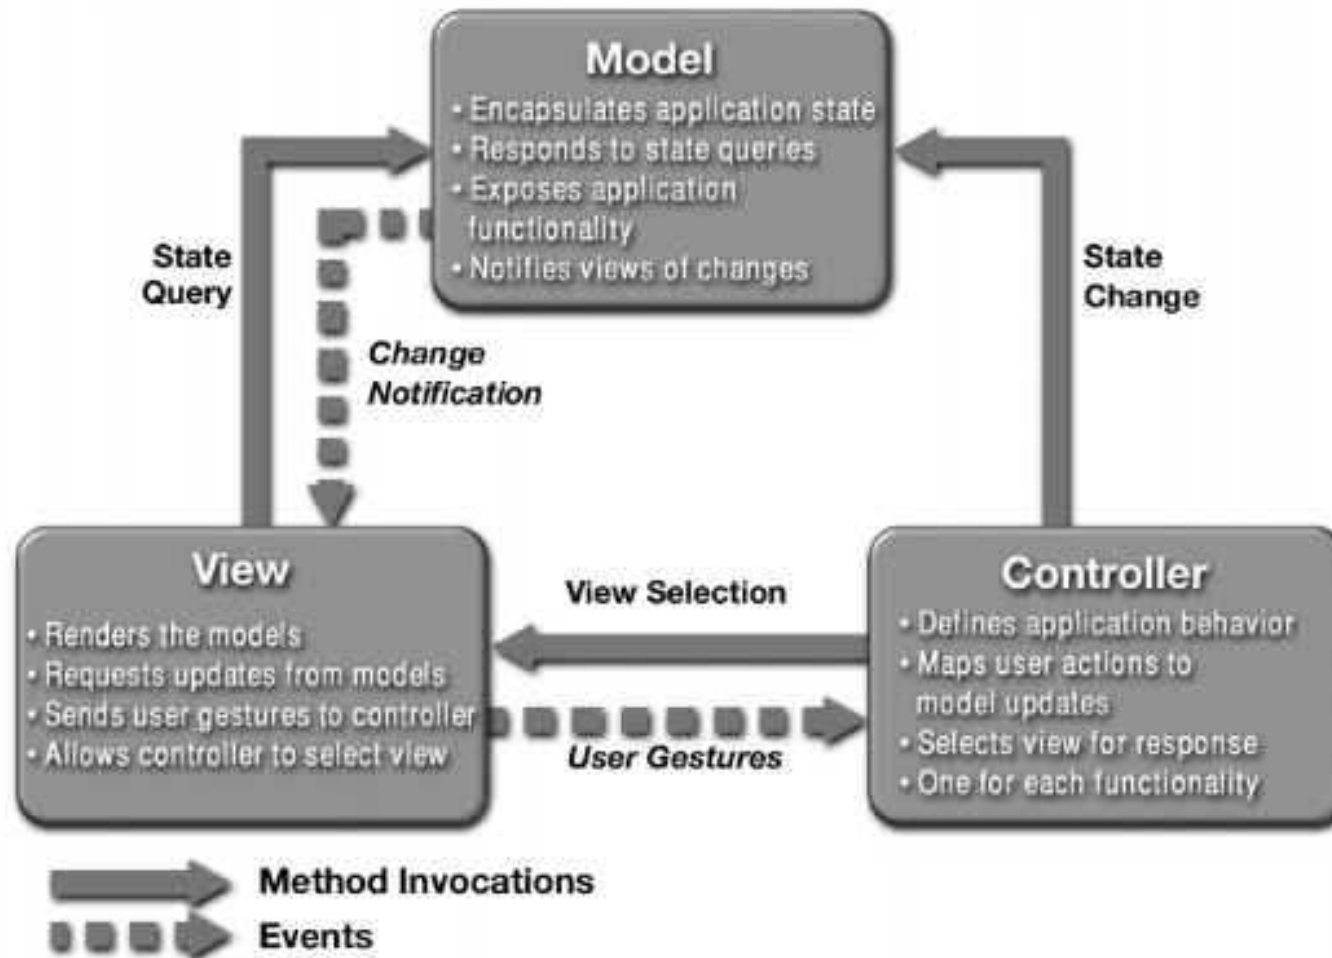 Model
• Encapsulates application state
• Responds to state queries
• Exposes application
functionality
• Notifies views of changes
State
Query
Change
Notification
State
Change
View
• Renders the models
• Requests updates from models
• Sends user gestures to controller
• Allows controller to select view
View Selection
User Gestures
Controller
• Defines application behavior
• Maps user actions to
model updates
• Selects view for response
• One for each functionality
Method Invocations
Events